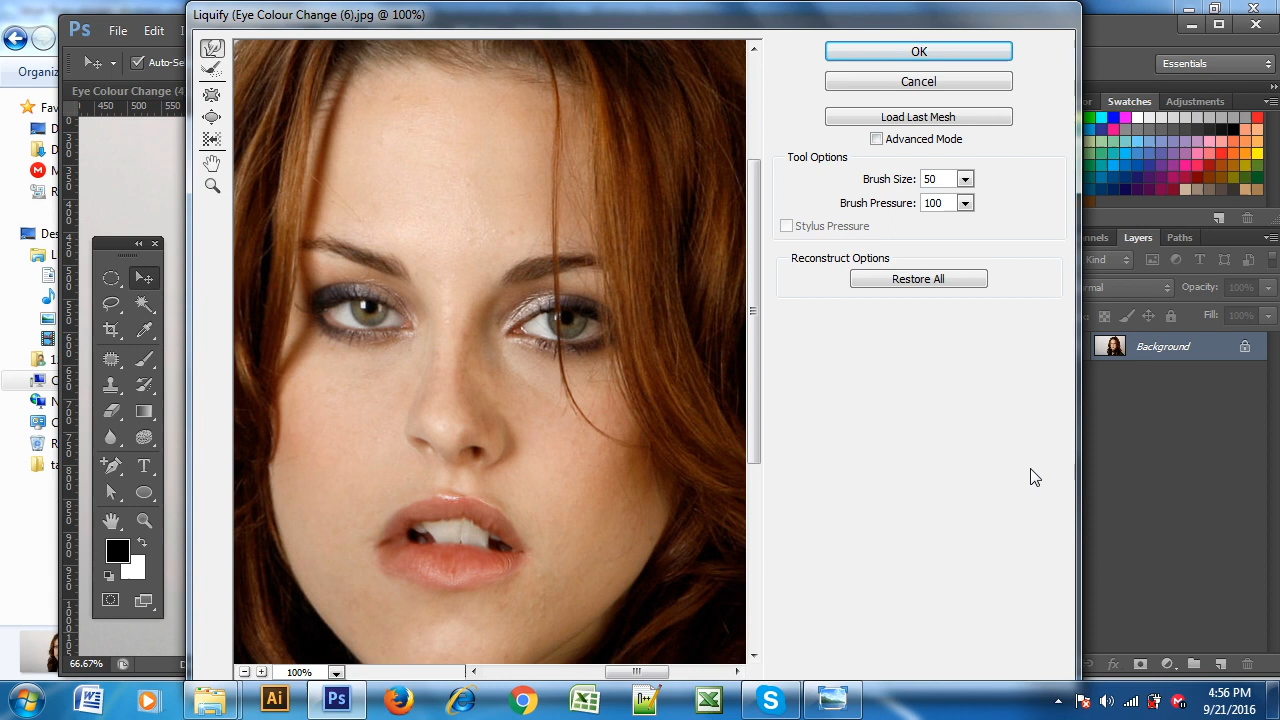 Liquify (Eye Colour Change (6).jpg @ 100%)
Ps File Edit
Auto-Se
Essentials
Organiz
Eye Colour Change (4
450 500 550
Swatches Adjustments
OK
Cancel
Load Last Mesh
Advanced Mode
Tool Options
Brush Size: 50
Brush Pressure: 100
Stylus Pressure
Reconstruct Options
Restore All
Layers Paths
Kind
Opacity: 100%
Fill: 100%
Background
Fav
66.67%
100%
Ai Ps
4:56 PM
9/21/2016